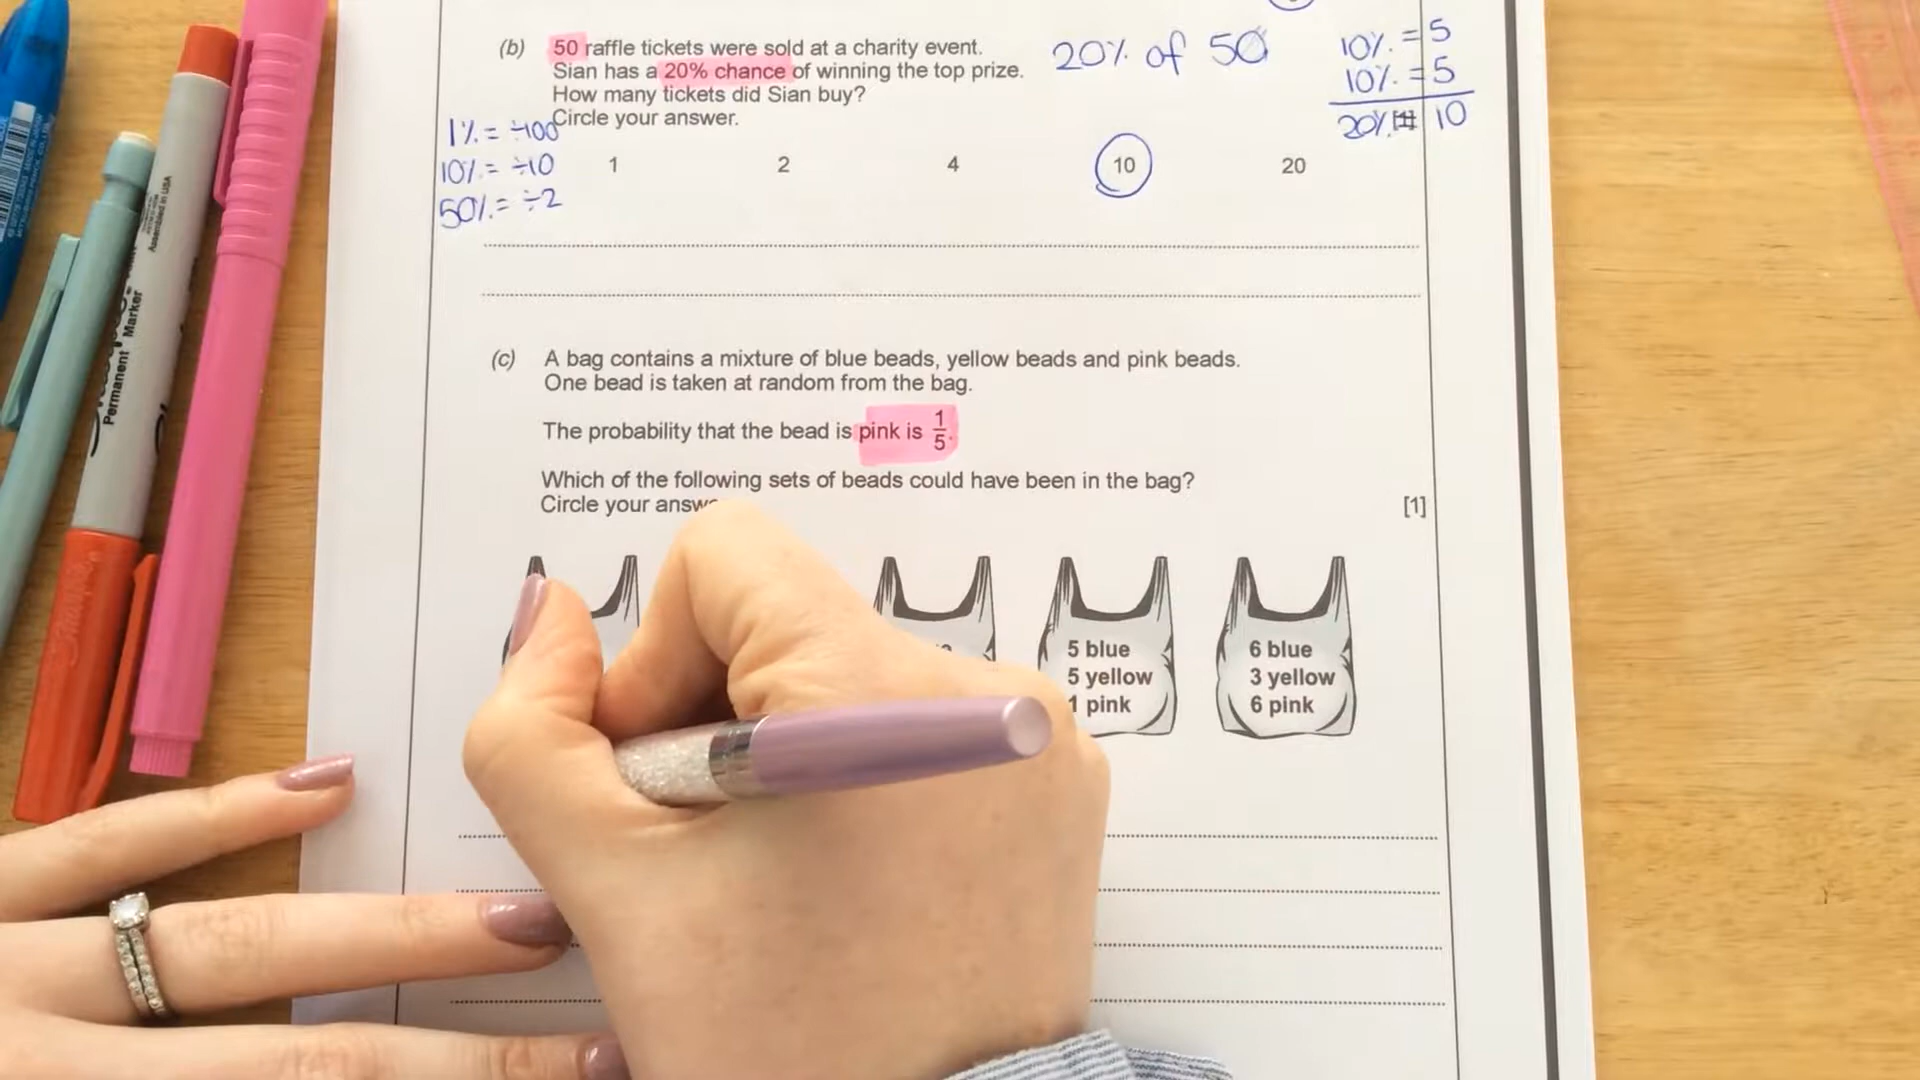 (b) 50 raffle tickets were sold at a charity event.
Sian has a 20% chance of winning the top prize.
How many tickets did Sian buy?
Circle your answer.
20% of 50
10% = 5
10% = 5
20% 10
1% = ÷100
10% = ÷10
50% = ÷2
1 2 4 10 20
(c) A bag contains a mixture of blue beads, yellow beads and pink beads.
One bead is taken at random from the bag.
The probability that the bead is pink is 1/5.
Which of the following sets of beads could have been in the bag?
Circle your
[1]
5 blue
5 yellow
1 pink
6 blue
3 yellow
6 pink
Permanent Marker
Assembled in USA